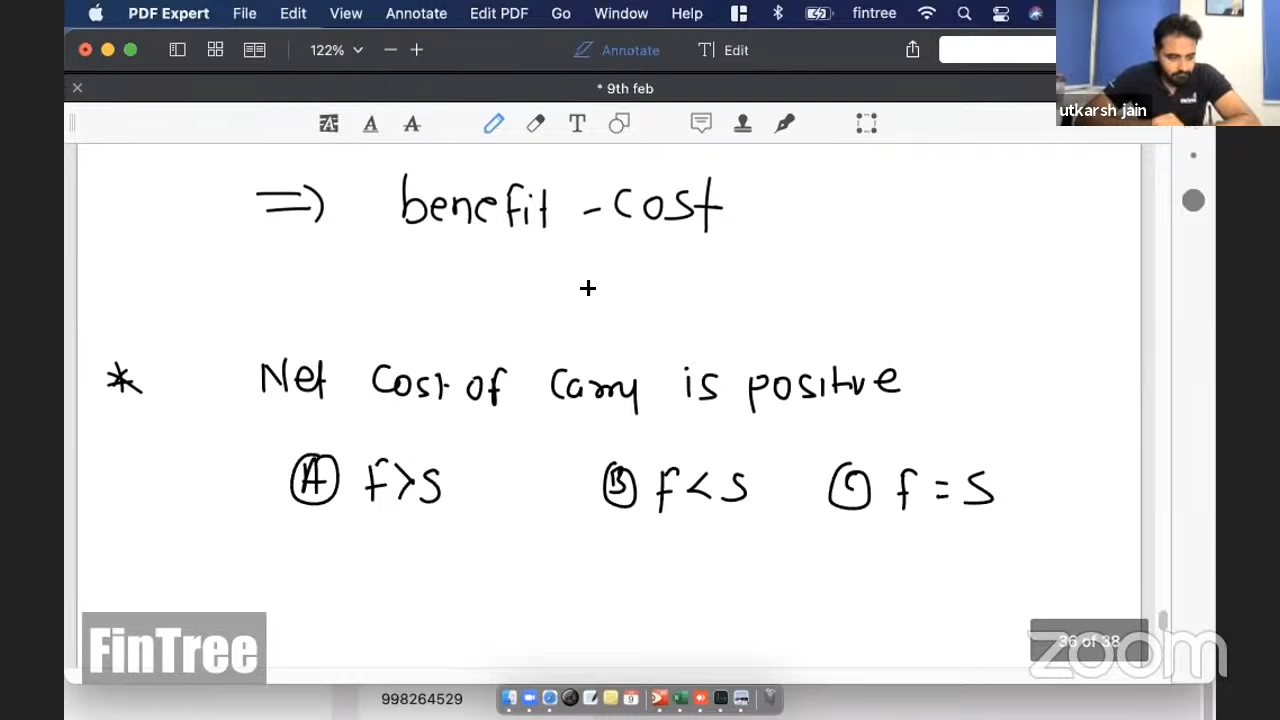 PDF Expert File Edit View Annotate Edit PDF Go Window Help fintree
122% Annotate T| Edit
* 9th feb
utkarsh jain
=> benefit - cost
* Net Cost of Carry is positive
(A) F>S (B) F<S (C) F=S
FinTree
36 of 38
zoom
998264529